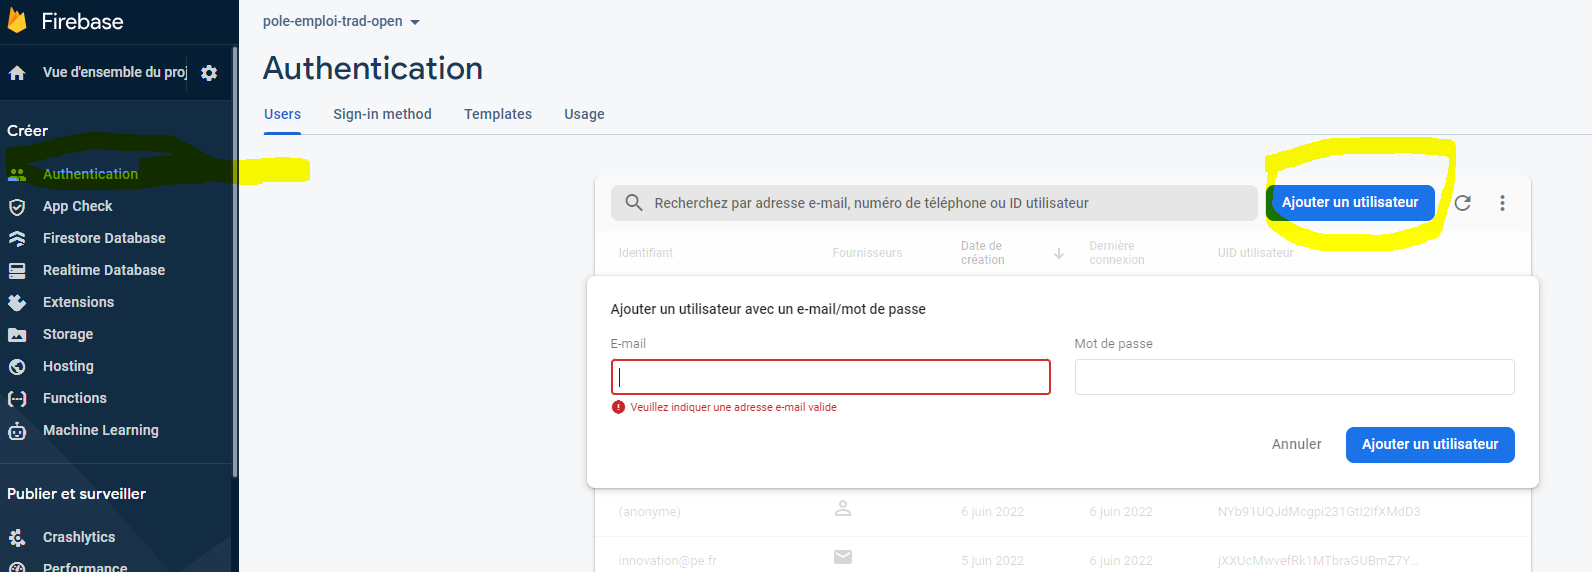 Firebase
Vue d'ensemble du proj
Créer
Authentication
App Check
Firestore Database
Realtime Database
Extensions
Storage
Hosting
Functions
Machine Learning
Publier et surveiller
Crashlytics
Performance
pole-emploi-trad-open
Authentication
Users Sign-in method Templates Usage
Recherchez par adresse e-mail, numéro de téléphone ou ID utilisateur Ajouter un utilisateur
Identifiant Fournisseurs Date de création Dernière connexion UID utilisateur
Ajouter un utilisateur avec un e-mail/mot de passe
E-mail Mot de passe
Veuillez indiquer une adresse e-mail valide
Annuler Ajouter un utilisateur
(anonyme) 6 juin 2022 6 juin 2022
innovation@pe.fr 5 juin 2022 6 juin 2022